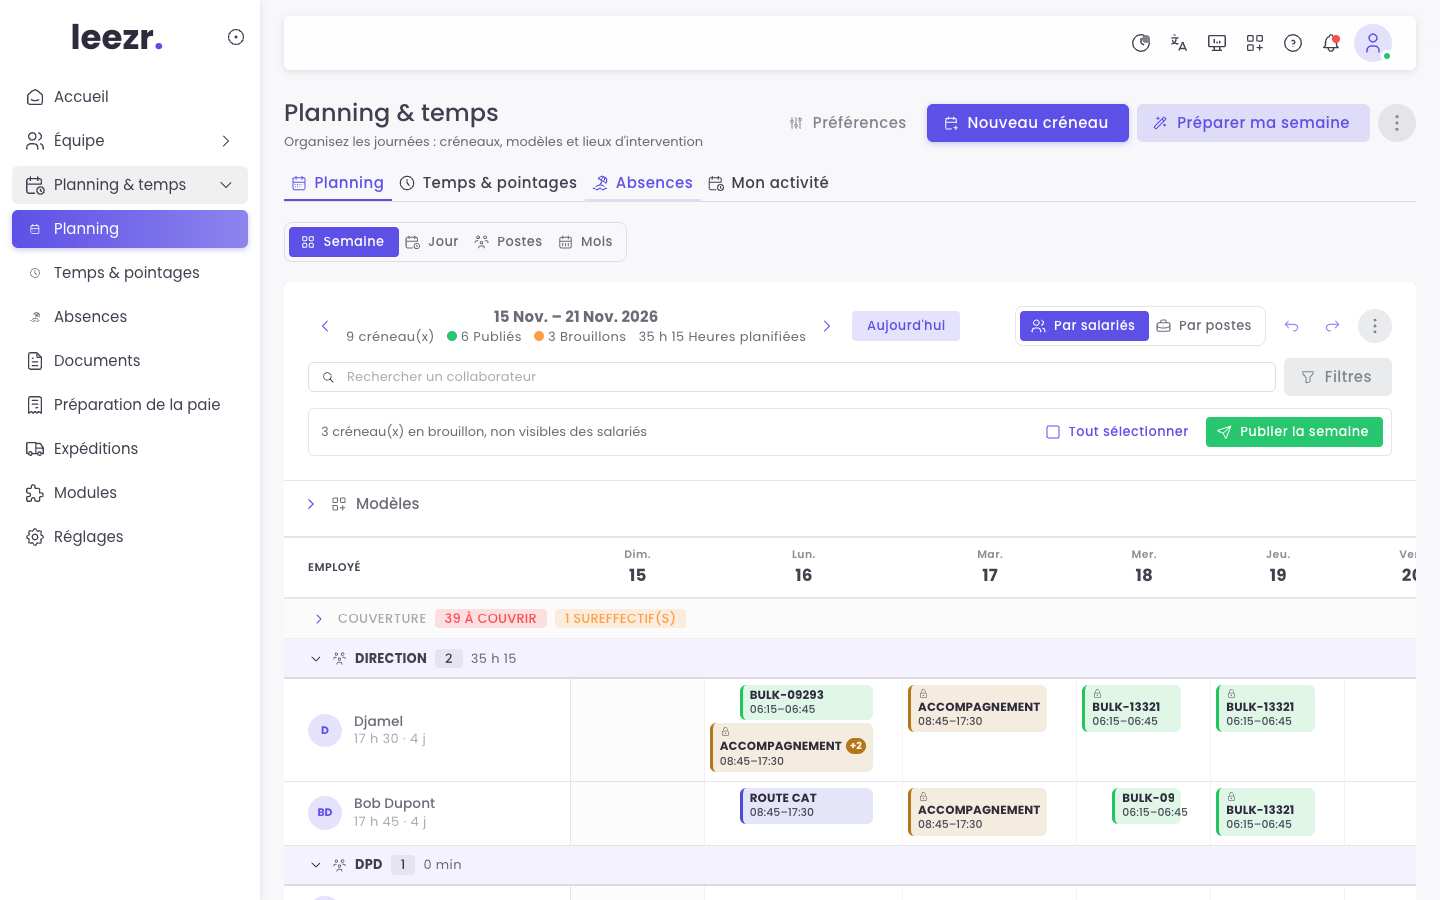 leezr.
Accueil
Équipe
Planning & temps
Planning
Temps & pointages
Absences
Documents
Préparation de la paie
Expéditions
Modules
Réglages
Planning & temps
Organisez les journées : créneaux, modèles et lieux d'intervention
Préférences
Nouveau créneau
Préparer ma semaine
Planning
Temps & pointages
Absences
Mon activité
Semaine
Jour
Postes
Mois
15 Nov. – 21 Nov. 2026
9 créneau(x) 6 Publiés 3 Brouillons 35 h 15 Heures planifiées
Aujourd'hui
Par salariés
Par postes
Rechercher un collaborateur
Filtres
3 créneau(x) en brouillon, non visibles des salariés
Tout sélectionner
Publier la semaine
Modèles
EMPLOYÉ
Dim.
15
Lun.
16
Mar.
17
Mer.
18
Jeu.
19
COUVERTURE 39 À COUVRIR 1 SUREFFECTIF(S)
DIRECTION 2 35 h 15
D
Djamel
17 h 30 · 4 j
BULK-09293
06:15–06:45
ACCOMPAGNEMENT +2
08:45–17:30
ACCOMPAGNEMENT
08:45–17:30
BULK-13321
06:15–06:45
BULK-13321
06:15–06:45
BD
Bob Dupont
17 h 45 · 4 j
ROUTE CAT
08:45–17:30
ACCOMPAGNEMENT
08:45–17:30
BULK-09
06:15–06:45
BULK-13321
06:15–06:45
DPD 1 0 min